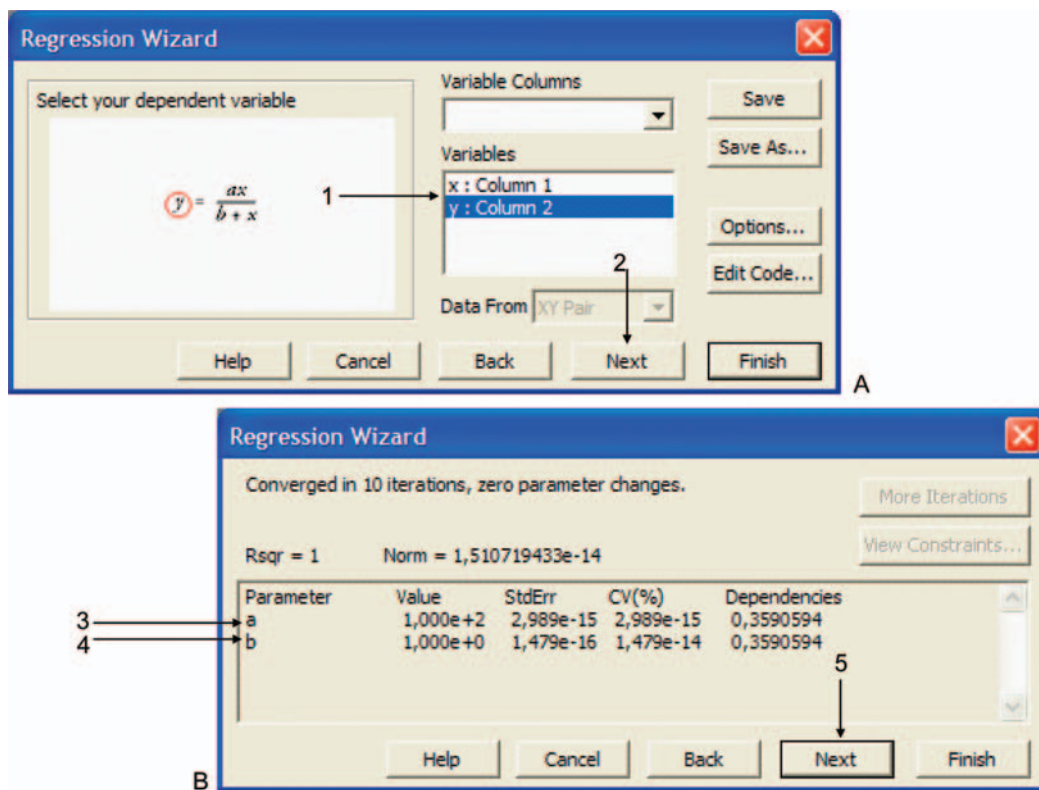 Regression Wizard
Select your dependent variable
y = ax / b + x
Variable Columns
Save
Save As...
Variables
1
x : Column 1
y : Column 2
Options...
2
Edit Code...
Data From XY Pair
Help Cancel Back Next Finish
A
Regression Wizard
Converged in 10 iterations, zero parameter changes.
More Iterations
View Constraints...
Rsqr = 1 Norm = 1,510719433e-14
Parameter Value StdErr CV(%) Dependencies
3 a 1,000e+2 2,989e-15 2,989e-15 0,3590594
4 b 1,000e+0 1,479e-16 1,479e-14 0,3590594
5
Help Cancel Back Next Finish
B